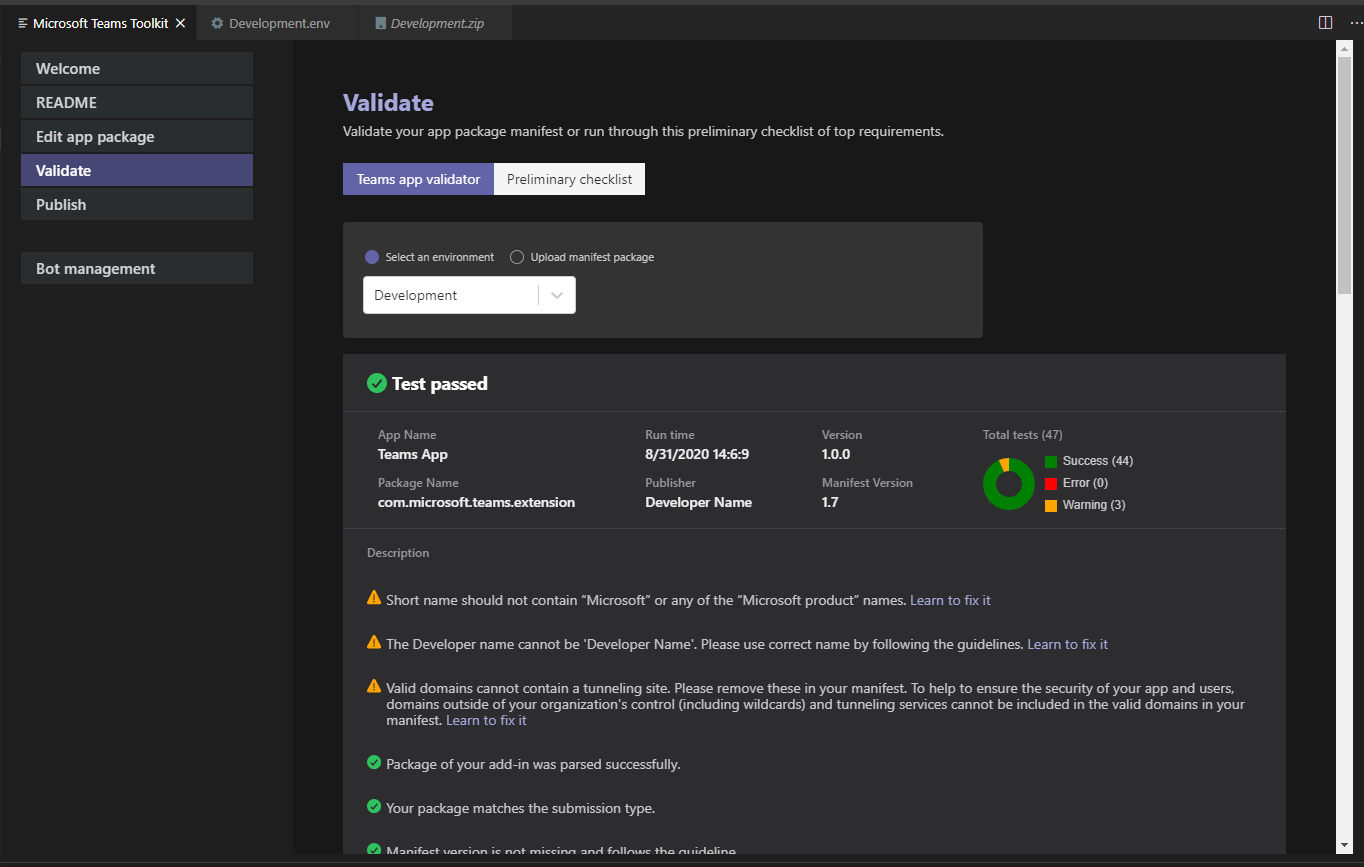 Microsoft Teams Toolkit
Development.env
Development.zip
Welcome
README
Edit app package
Validate
Publish
Bot management
Validate
Validate your app package manifest or run through this preliminary checklist of top requirements.
Teams app validator
Preliminary checklist
Select an environment
Upload manifest package
Development
Test passed
App Name
Teams App
Run time
8/31/2020 14:6:9
Version
1.0.0
Package Name
com.microsoft.teams.extension
Publisher
Developer Name
Manifest Version
1.7
Total tests (47)
Success (44)
Error (0)
Warning (3)
Description
Short name should not contain “Microsoft” or any of the “Microsoft product” names. Learn to fix it
The Developer name cannot be 'Developer Name'. Please use correct name by following the guidelines. Learn to fix it
Valid domains cannot contain a tunneling site. Please remove these in your manifest. To help to ensure the security of your app and users,
domains outside of your organization's control (including wildcards) and tunneling services cannot be included in the valid domains in your
manifest. Learn to fix it
Package of your add-in was parsed successfully.
Your package matches the submission type.
Manifest version is not missing and follows the guideline